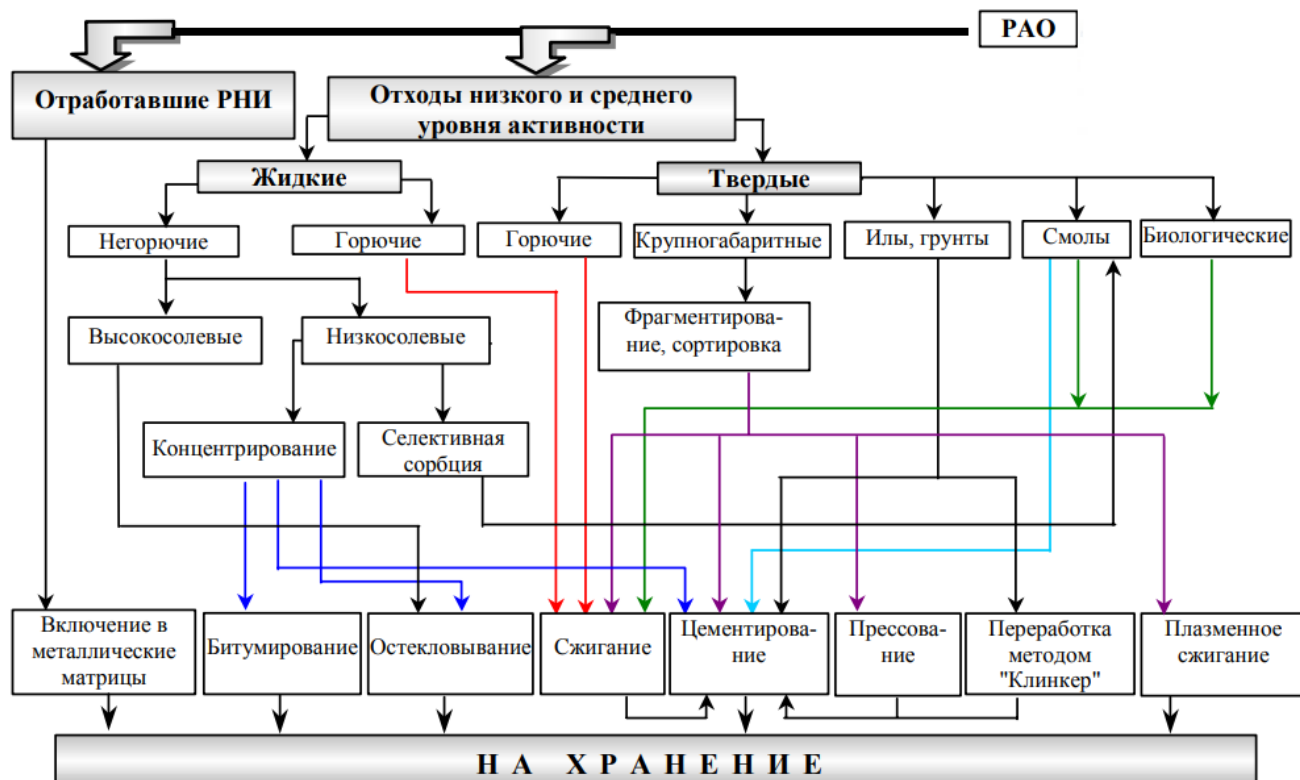 РАО
Отработавшие РНИ
Отходы низкого и среднего
уровня активности
Жидкие
Твердые
Негорючие
Горючие
Горючие
Крупногабаритные
Илы, грунты
Смолы
Биологические
Высокосолевые
Низкосолевые
Фрагментирова-
ние, сортировка
Концентрирование
Селективная
сорбция
Включение в
металлические
матрицы
Битумирование
Остекловывание
Сжигание
Цементирова-
ние
Прессова-
ние
Переработка
методом
"Клинкер"
Плазменное
сжигание
НА ХРАНЕНИЕ